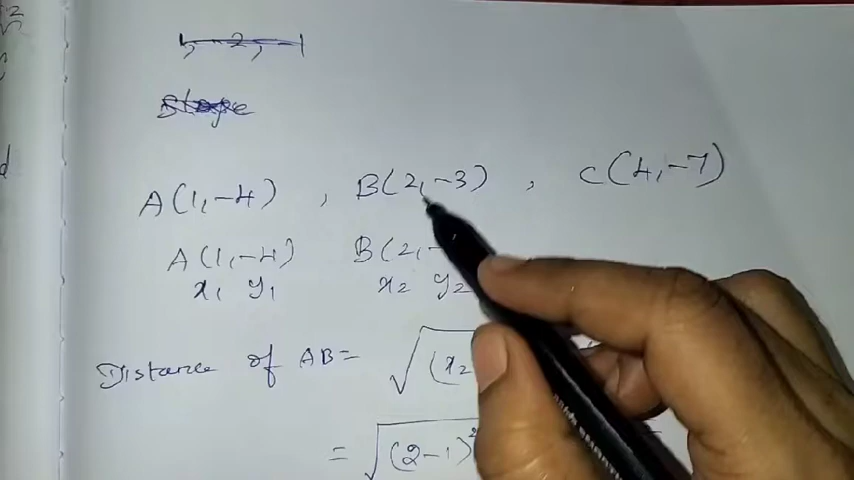 A(1,-4) , B(2,-3) , C(4,-7)
A(1,-4) B(2,-
x₁ y₁ x₂ y₂
Distance of AB= √(x₂
= √(2-1)²